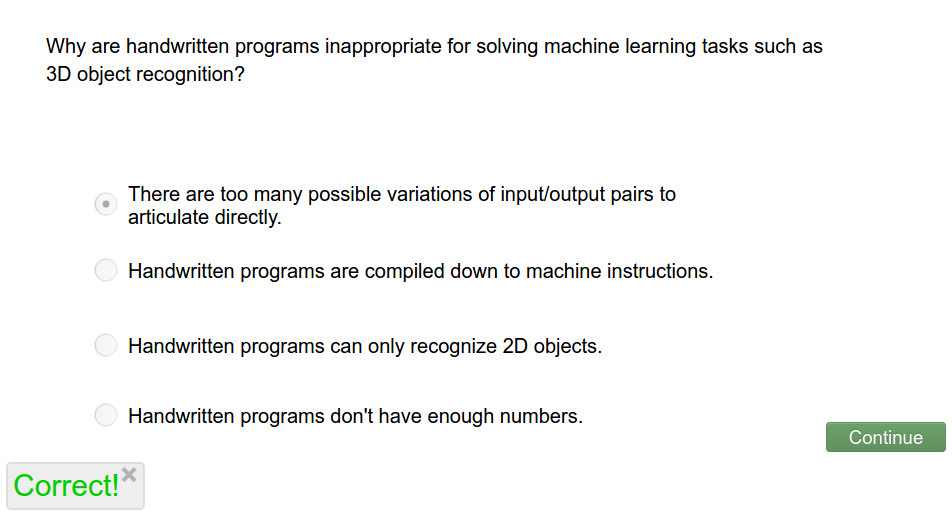 Why are handwritten programs inappropriate for solving machine learning tasks such as
3D object recognition?
There are too many possible variations of input/output pairs to
articulate directly.
Handwritten programs are compiled down to machine instructions.
Handwritten programs can only recognize 2D objects.
Handwritten programs don't have enough numbers.
Continue
Correct!